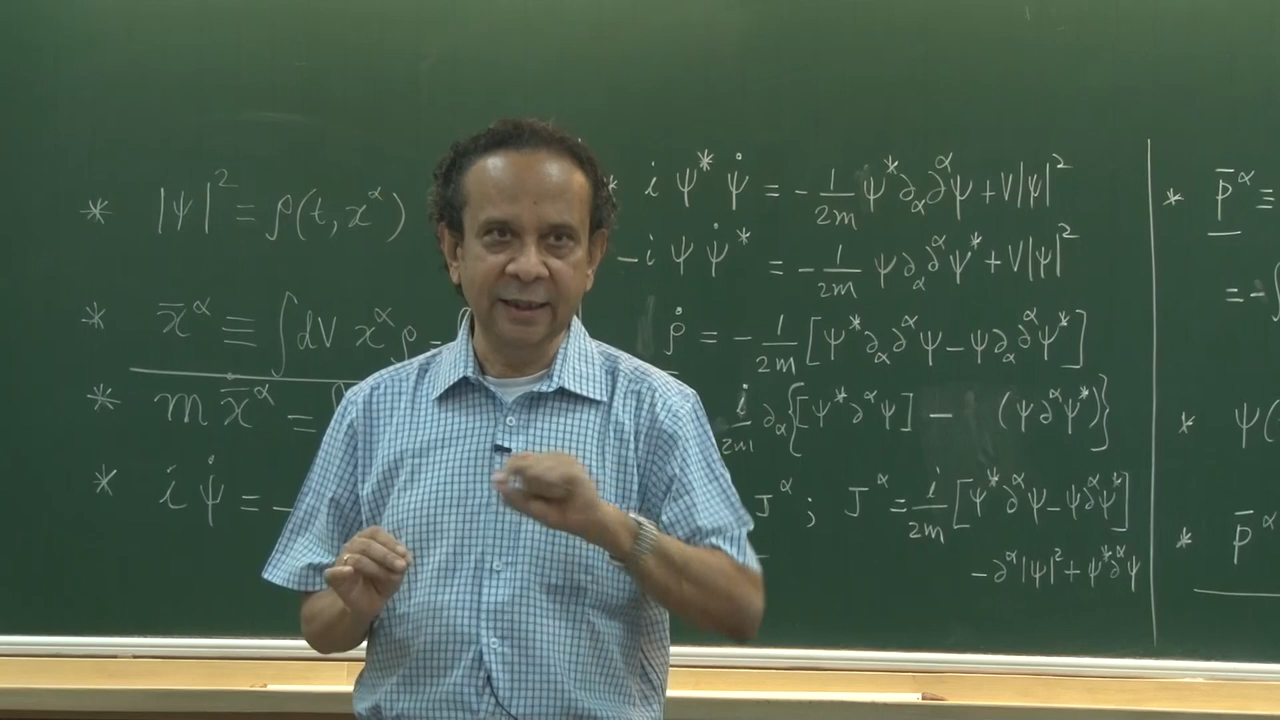 * |ψ|² = ρ(t, x^α)
* x̄^α ≡ ∫dV x^α ρ
* m ẋ̄^α =
* i ψ̇ = -
* i ψ* ψ̇ = - 1/2m ψ* ∂_α ∂^α ψ + V|ψ|²
- i ψ ψ̇* = - 1/2m ψ ∂_α ∂^α ψ* + V|ψ|²
ρ̇ = - 1/2m [ψ* ∂_α ∂^α ψ - ψ ∂_α ∂^α ψ*]
i/2m ∂_α {[ψ* ∂^α ψ] - (ψ ∂^α ψ*)}
J^α ; J^α = i/2m [ψ* ∂^α ψ - ψ ∂^α ψ*]
- ∂^α |ψ|² + ψ* ∂^α ψ
* p̄^α ≡
= - ∫
* ψ(
* p̄^α